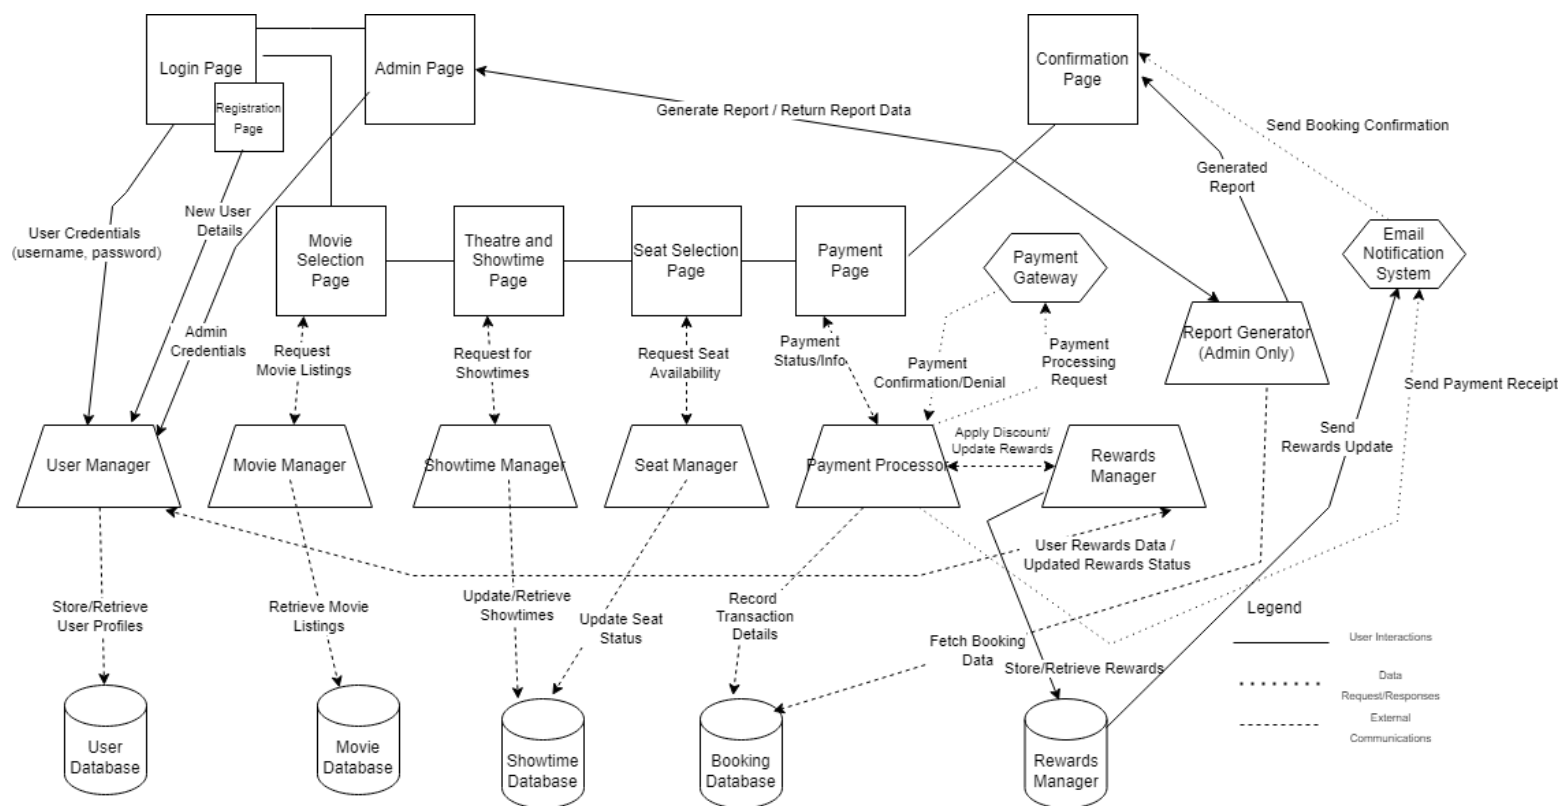 Login Page
Admin Page
Confirmation
Page
Registration
Page
Generate Report / Return Report Data
Send Booking Confirmation
Generated
Report
User Credentials
(username, password)
New User
Details
Movie
Selection
Page
Theatre and
Showtime
Page
Seat Selection
Page
Payment
Page
Payment
Gateway
Email
Notification
System
Admin
Credentials
Request
Movie Listings
Request for
Showtimes
Request Seat
Availability
Payment
Status/Info
Payment
Confirmation/Denial
Payment
Processing
Request
Report Generator
(Admin Only)
Send Payment Receipt
Send
Rewards Update
User Manager
Movie Manager
Showtime Manager
Seat Manager
Payment Processor
Apply Discount/
Update Rewards
Rewards
Manager
User Rewards Data /
Updated Rewards Status
Store/Retrieve
User Profiles
Retrieve Movie
Listings
Update/Retrieve
Showtimes
Update Seat
Status
Record
Transaction
Details
Fetch Booking
Data
Store/Retrieve Rewards
Legend
User Interactions
Data
Request/Responses
External
Communications
User
Database
Movie
Database
Showtime
Database
Booking
Database
Rewards
Manager